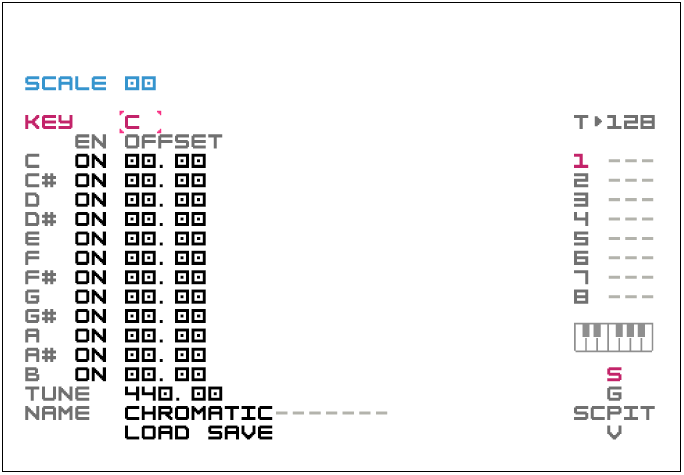 SCALE 00
KEY C T▶128
EN OFFSET
C ON 00.00 1 ---
C# ON 00.00 2 ---
D ON 00.00 3 ---
D# ON 00.00 4 ---
E ON 00.00 5 ---
F ON 00.00 6 ---
F# ON 00.00 7 ---
G ON 00.00 8 ---
G# ON 00.00
A ON 00.00
A# ON 00.00
B ON 00.00 S
TUNE 440.00 G
NAME CHROMATIC------- SCPIT
LOAD SAVE V